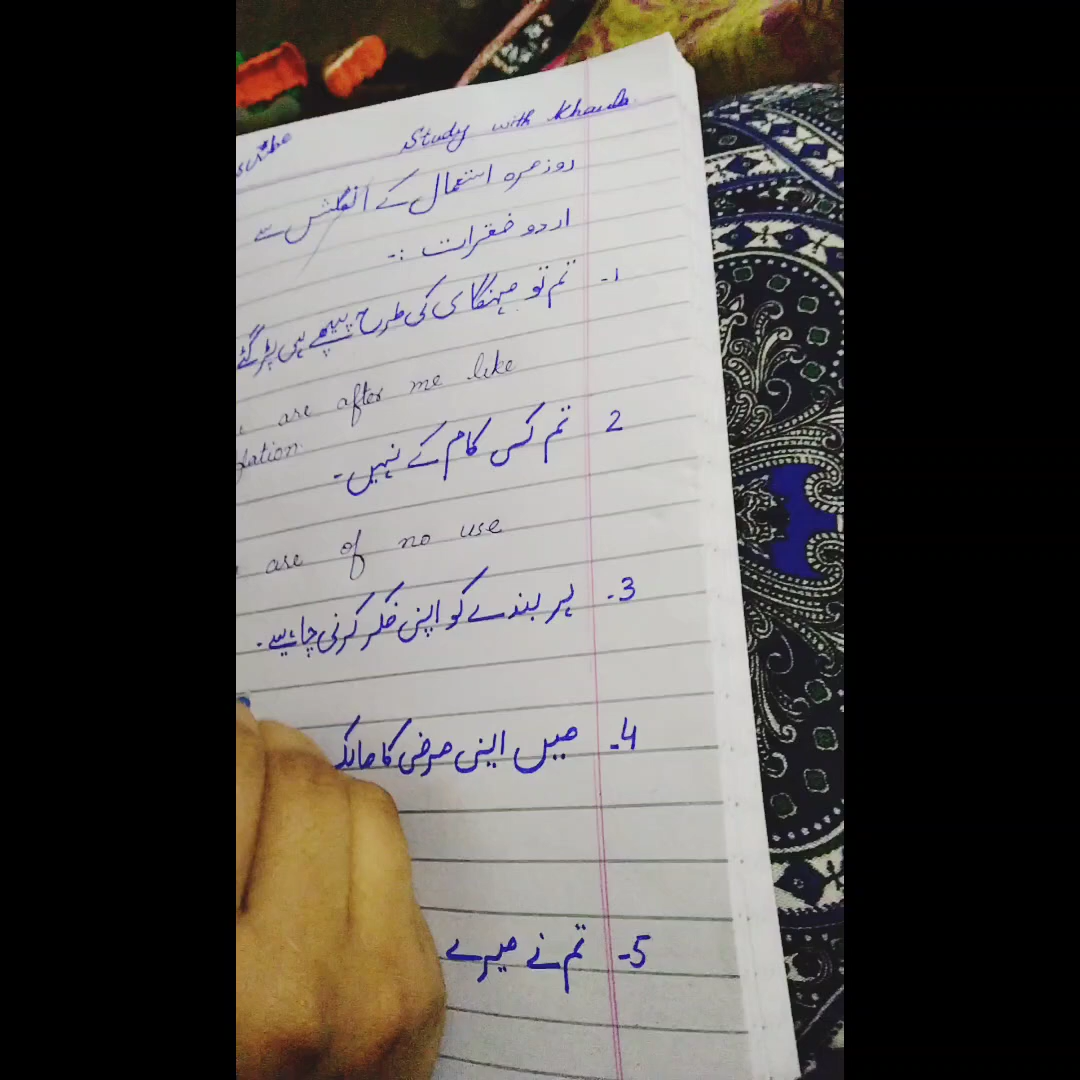 Study with
روزمرہ استعمال کے انگلش سے
اردو فقرات :-
1- تم تو مہنگای کی طرح پیچھے ہی پڑ گئے
are after me like
lation.
2 تم کس کام کے نہیں۔
are of no use
3- ہر بندے کو اپنی فکر کرنی چاہیے۔
4- میں اپنی مرضی کا مالک
5- تم نے میرے